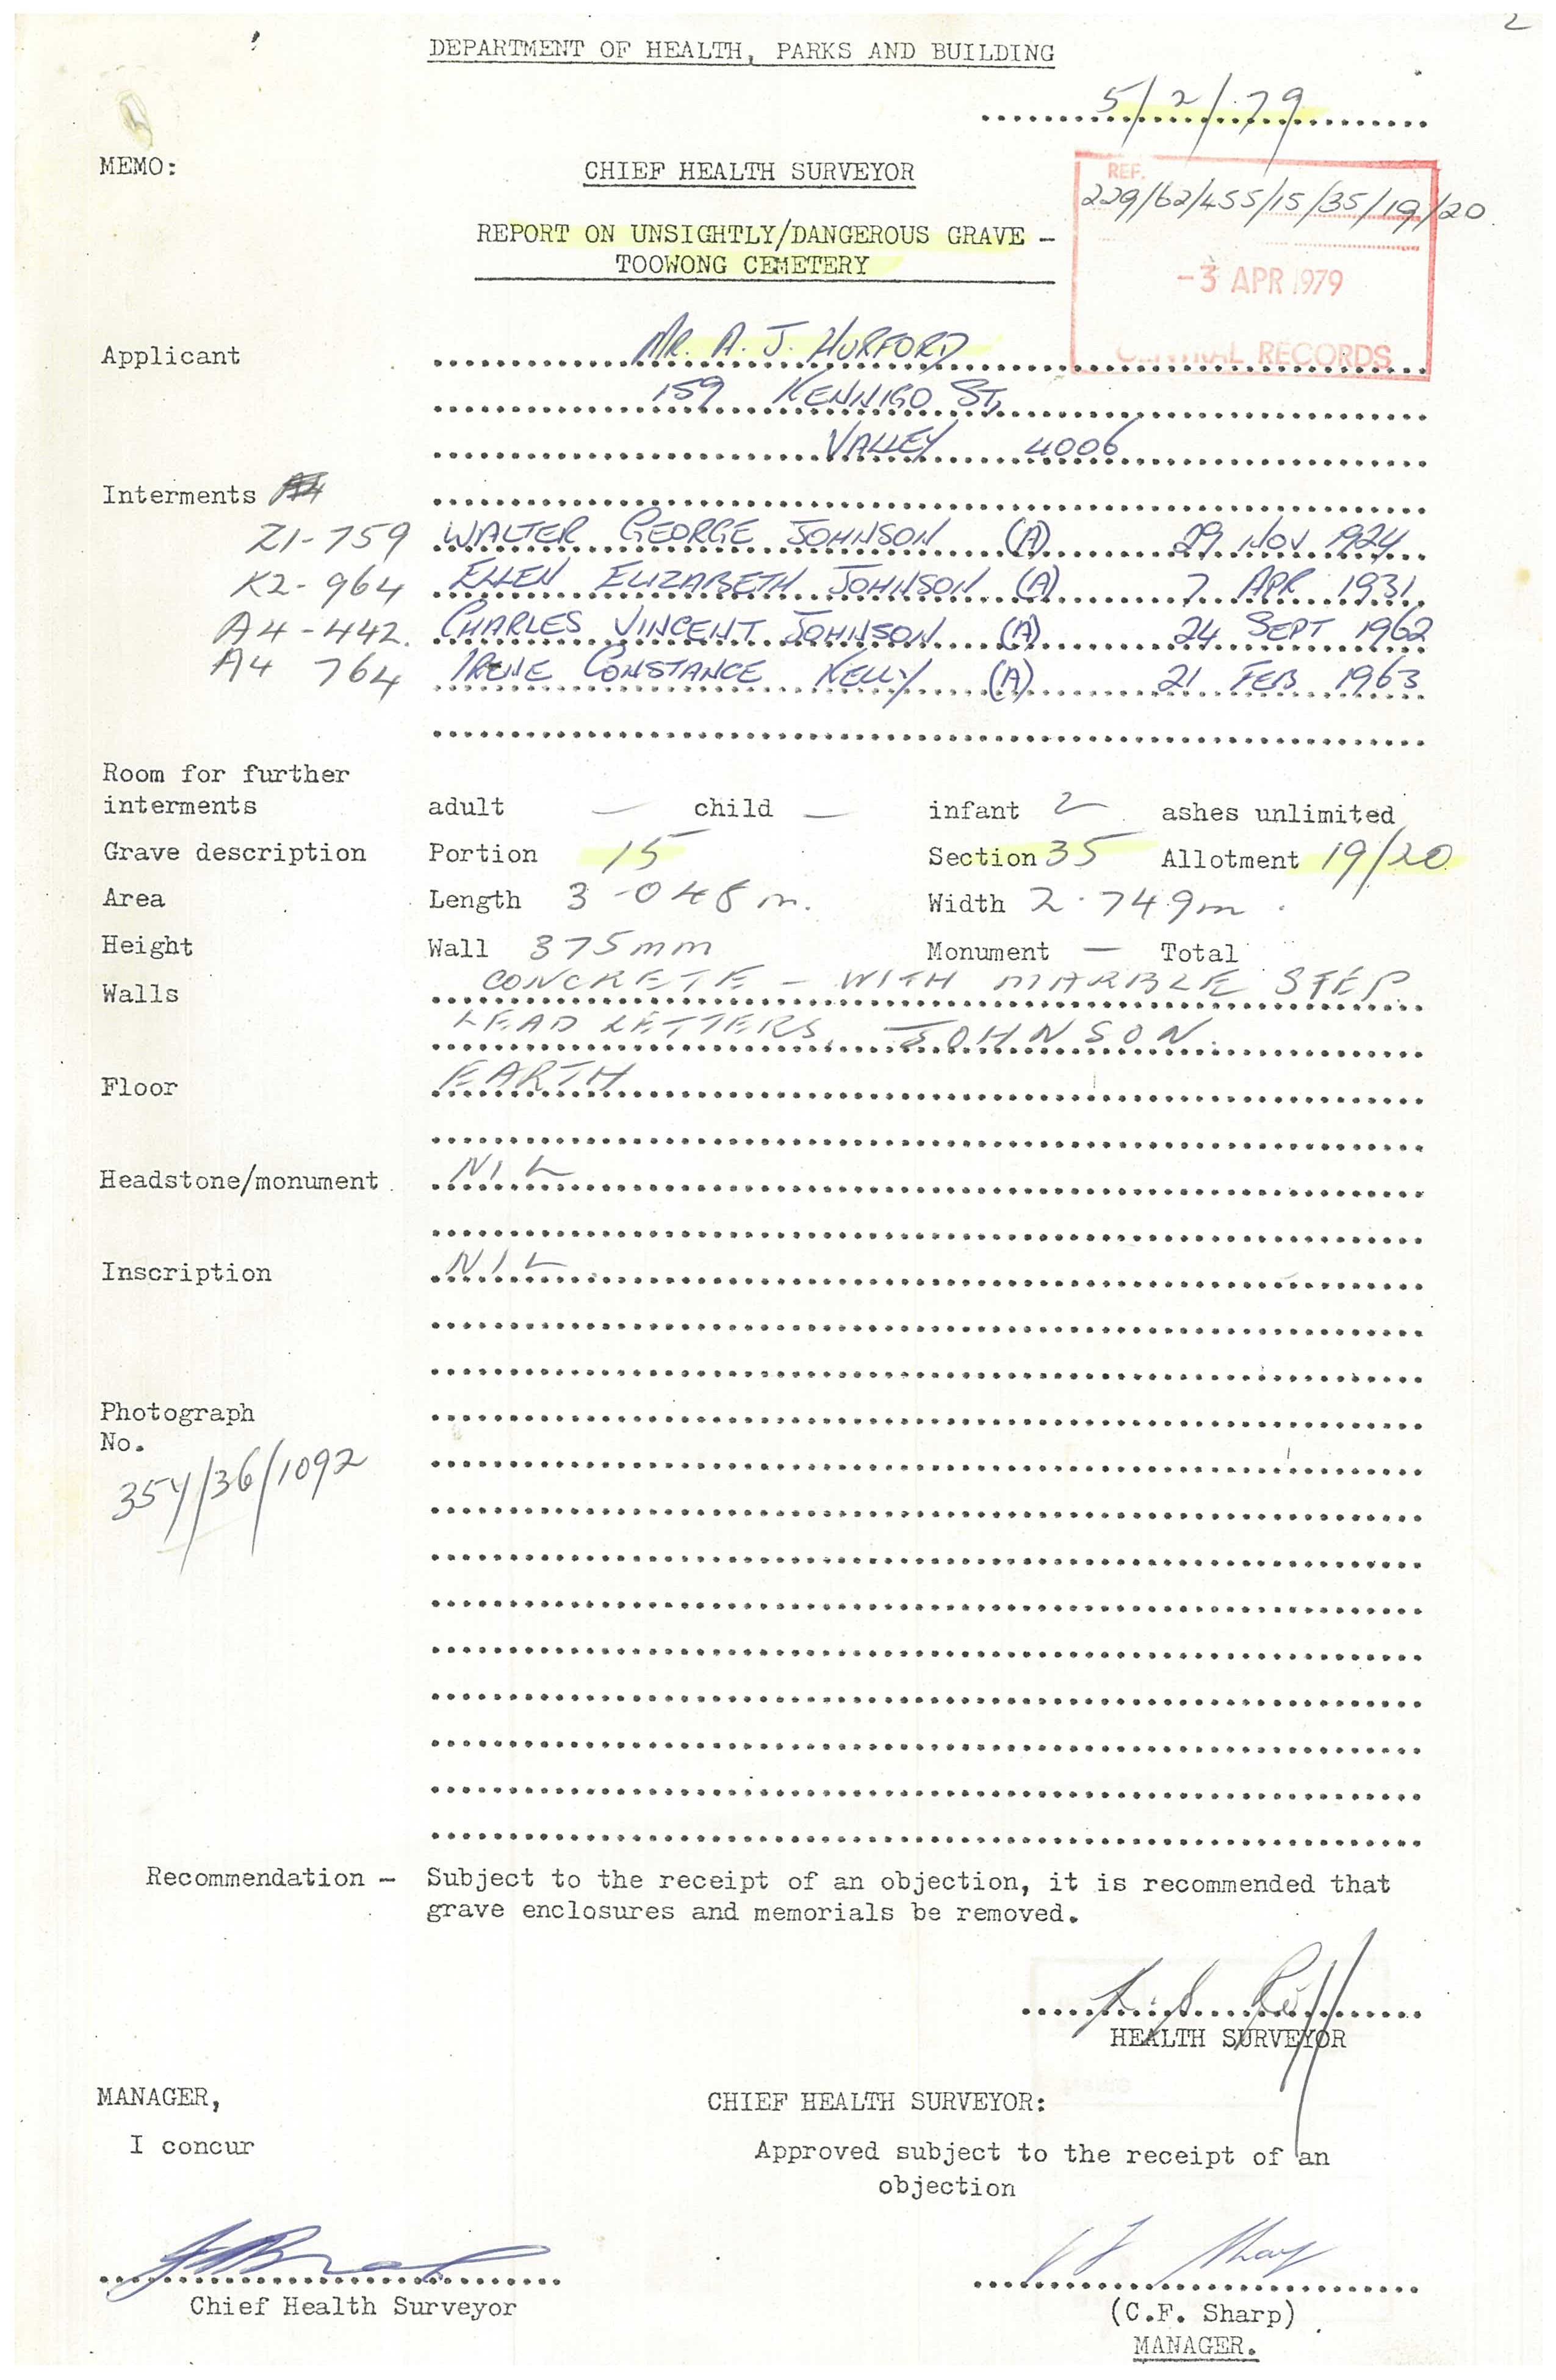 2
DEPARTMENT OF HEALTH, PARKS AND BUILDING
5/2/79
MEMO:
CHIEF HEALTH SURVEYOR
REF.
229/62/455/15/35/19/20
REPORT ON UNSIGHTLY/DANGEROUS GRAVE -
TOOWONG CEMETERY
-3 APR 1979
CENTRAL RECORDS
Applicant MR. A. J. HURFORD
159 KENNIGO ST,
VALLEY 4006
Interments A4
Z1-759 WALTER GEORGE JOHNSON (A) 29 NOV 1924
K2-964 ELLEN ELIZABETH JOHNSON (A) 7 APR 1931
A4-442. CHARLES VINCENT JOHNSON (A) 24 SEPT 1962
A4 764 IRENE CONSTANCE KELLY (A) 21 FEB 1963
Room for further
interments adult - child - infant 2 ashes unlimited
Grave description Portion 15 Section 35 Allotment 19/20
Area Length 3.048 m. Width 2.749m
Height Wall 375mm Monument - Total
Walls CONCRETE - WITH MARBLE STEP
LEAD LETTERS, JOHNSON.
Floor EARTH
Headstone/monument NIL
Inscription NIL
Photograph
No.
354/36/1092
Recommendation - Subject to the receipt of an objection, it is recommended that
grave enclosures and memorials be removed.
HEALTH SURVEYOR
MANAGER,
CHIEF HEALTH SURVEYOR:
I concur
Approved subject to the receipt of an
objection
Chief Health Surveyor
(C.F. Sharp)
MANAGER.